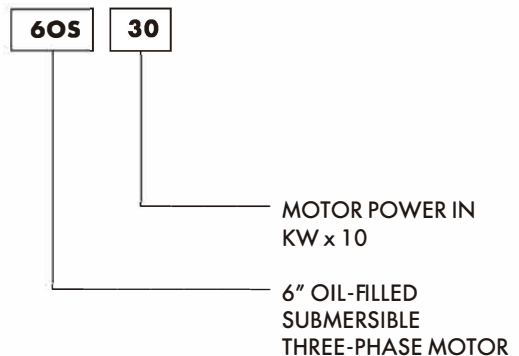 6OS 30
MOTOR POWER IN
KW x 10
6" OIL-FILLED
SUBMERSIBLE
THREE-PHASE MOTOR